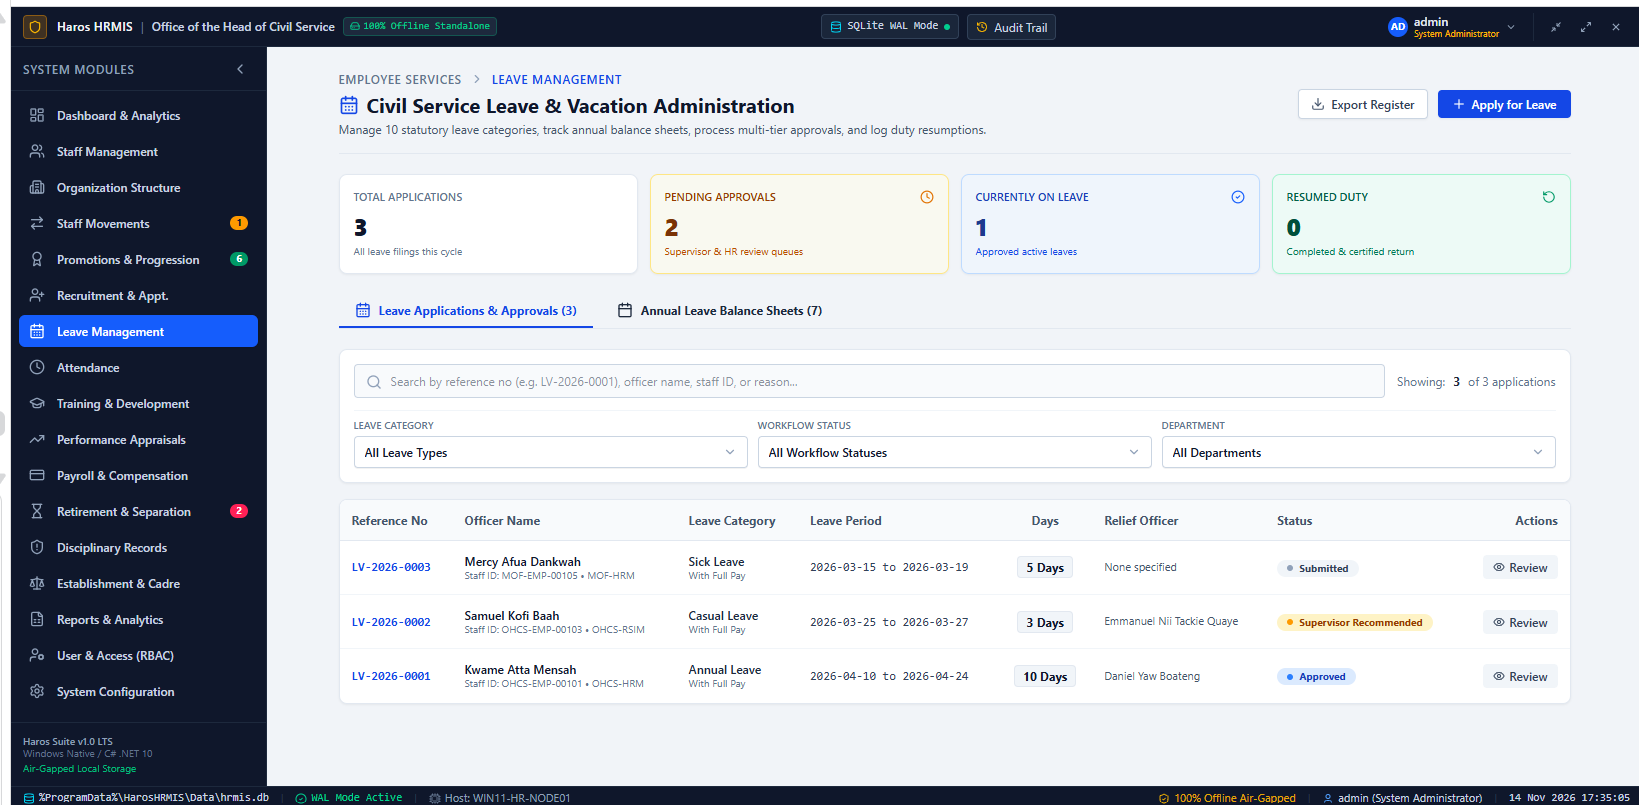 Haros HRMIS | Office of the Head of Civil Service 100% Offline Standalone SQLite WAL Mode Audit Trail AD admin
System Administrator
SYSTEM MODULES
Dashboard & Analytics
Staff Management
Organization Structure
Staff Movements 1
Promotions & Progression 6
Recruitment & Appt.
Leave Management
Attendance
Training & Development
Performance Appraisals
Payroll & Compensation
Retirement & Separation 2
Disciplinary Records
Establishment & Cadre
Reports & Analytics
User & Access (RBAC)
System Configuration
Haros Suite v1.0 LTS
Windows Native / C# .NET 10
Air-Gapped Local Storage
EMPLOYEE SERVICES > LEAVE MANAGEMENT
Civil Service Leave & Vacation Administration
Manage 10 statutory leave categories, track annual balance sheets, process multi-tier approvals, and log duty resumptions.
Export Register + Apply for Leave
TOTAL APPLICATIONS
3
All leave filings this cycle
PENDING APPROVALS
2
Supervisor & HR review queues
CURRENTLY ON LEAVE
1
Approved active leaves
RESUMED DUTY
0
Completed & certified return
Leave Applications & Approvals (3) Annual Leave Balance Sheets (7)
Search by reference no (e.g. LV-2026-0001), officer name, staff ID, or reason... Showing: 3 of 3 applications
LEAVE CATEGORY WORKFLOW STATUS DEPARTMENT
All Leave Types All Workflow Statuses All Departments
Reference No Officer Name Leave Category Leave Period Days Relief Officer Status Actions
LV-2026-0003 Mercy Afua Dankwah Sick Leave 2026-03-15 to 2026-03-19 5 Days None specified Submitted Review
Staff ID: MOF-EMP-00105 • MOF-HRM With Full Pay
LV-2026-0002 Samuel Kofi Baah Casual Leave 2026-03-25 to 2026-03-27 3 Days Emmanuel Nii Tackie Quaye Supervisor Recommended Review
Staff ID: OHCS-EMP-00103 • OHCS-RSIM With Full Pay
LV-2026-0001 Kwame Atta Mensah Annual Leave 2026-04-10 to 2026-04-24 10 Days Daniel Yaw Boateng Approved Review
Staff ID: OHCS-EMP-00101 • OHCS-HRM With Full Pay
%ProgramData%\HarosHRMIS\Data\hrmis.db WAL Mode Active Host: WIN11-HR-NODE01 100% Offline Air-Gapped admin (System Administrator) 14 Nov 2026 17:35:05